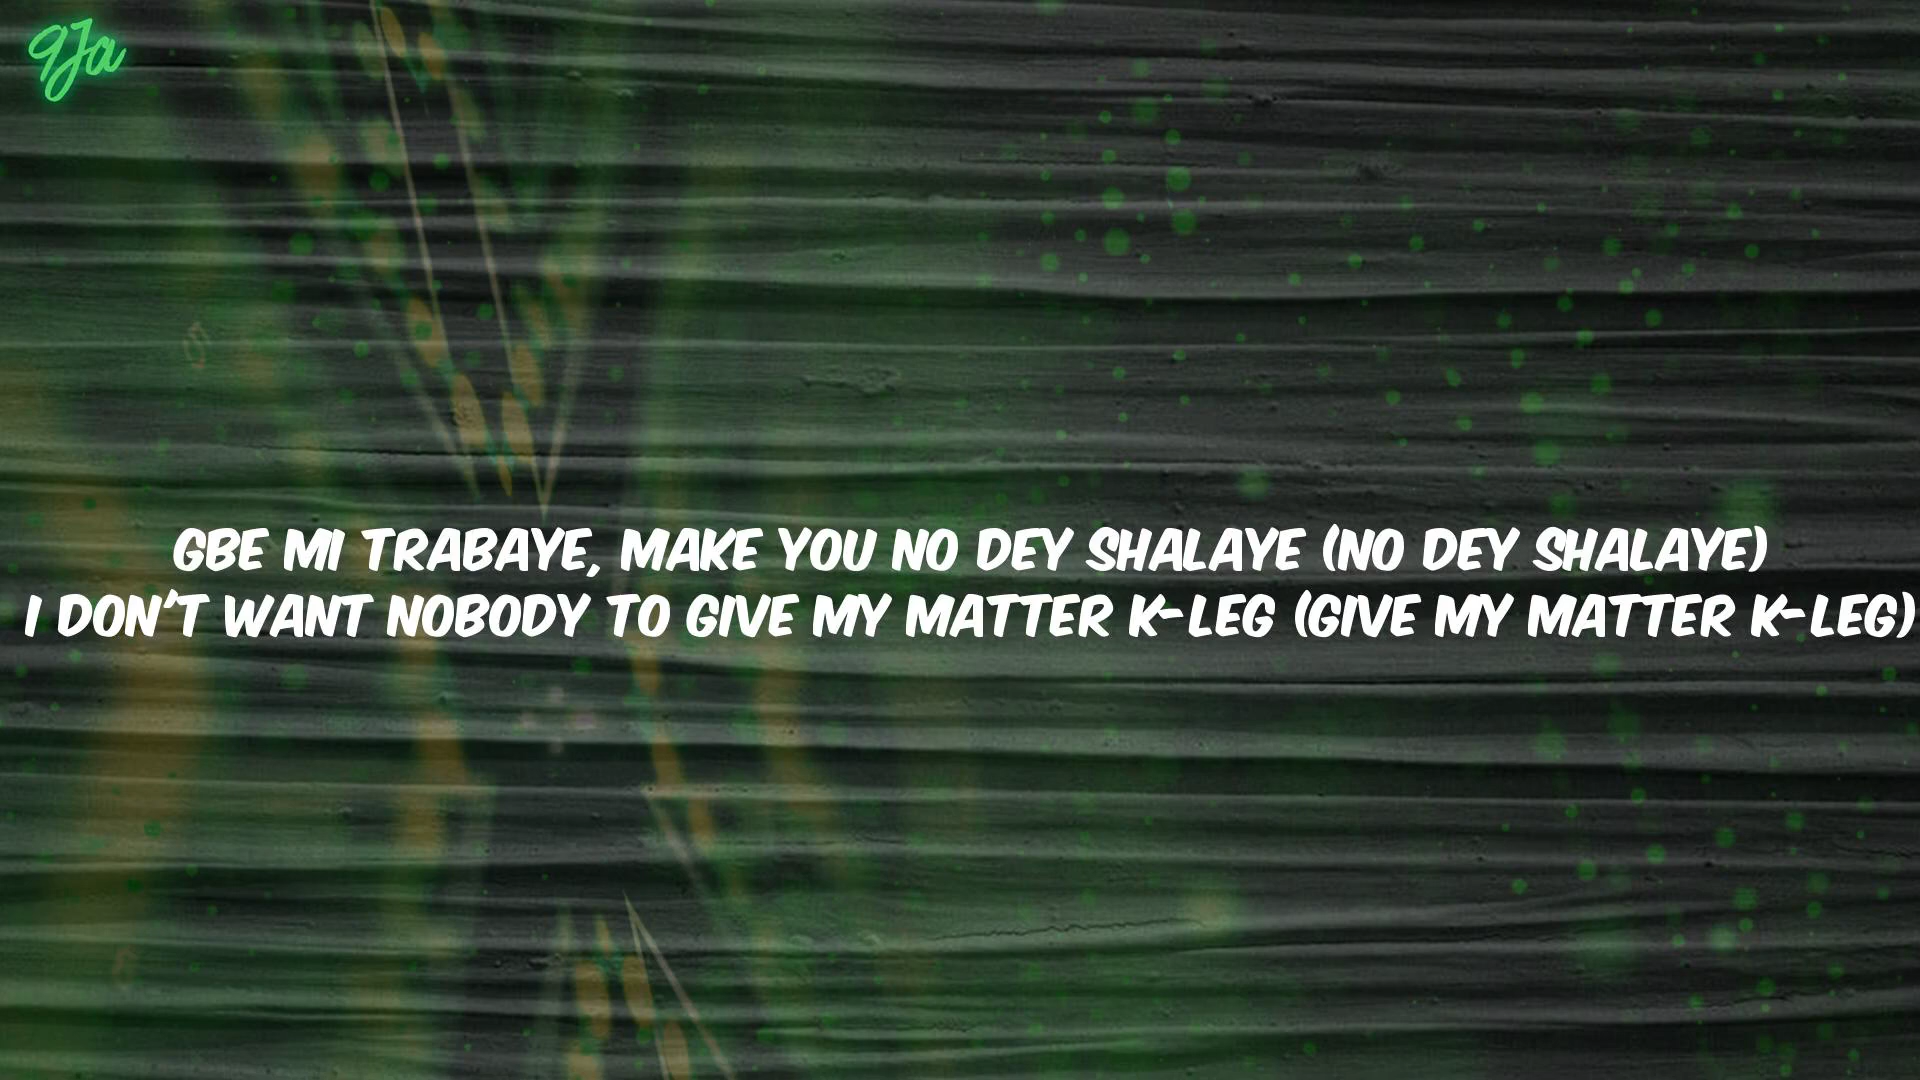 9Ja
GBE MI TRABAYE, MAKE YOU NO DEY SHALAYE (NO DEY SHALAYE)
I DON'T WANT NOBODY TO GIVE MY MATTER K-LEG (GIVE MY MATTER K-LEG)